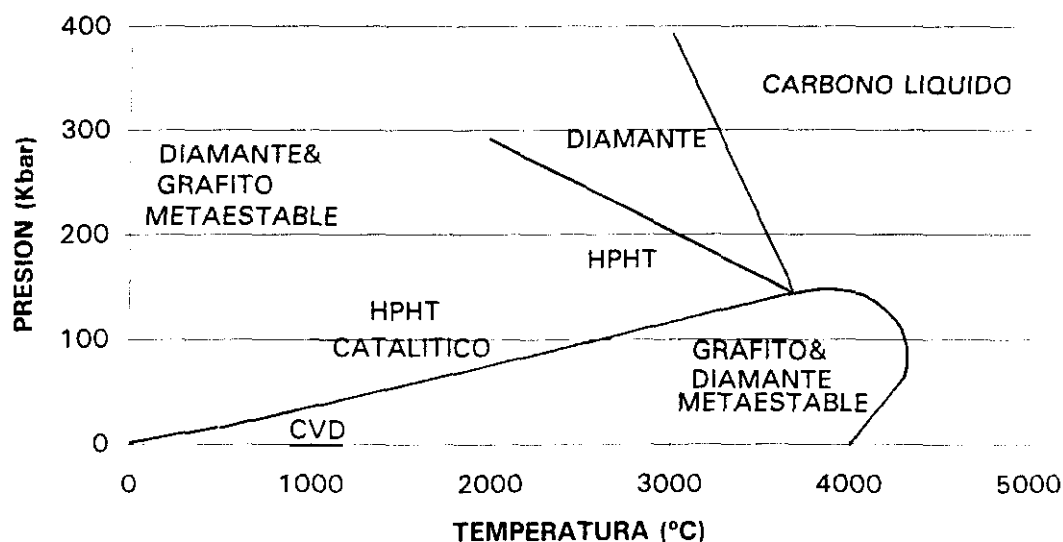 400
300
200
100
0
PRESION (Kbar)
CARBONO LIQUIDO
DIAMANTE
DIAMANTE&
GRAFITO
METAESTABLE
HPHT
HPHT
CATALITICO
GRAFITO&
DIAMANTE
METAESTABLE
CVD
0 1000 2000 3000 4000 5000
TEMPERATURA (ºC)